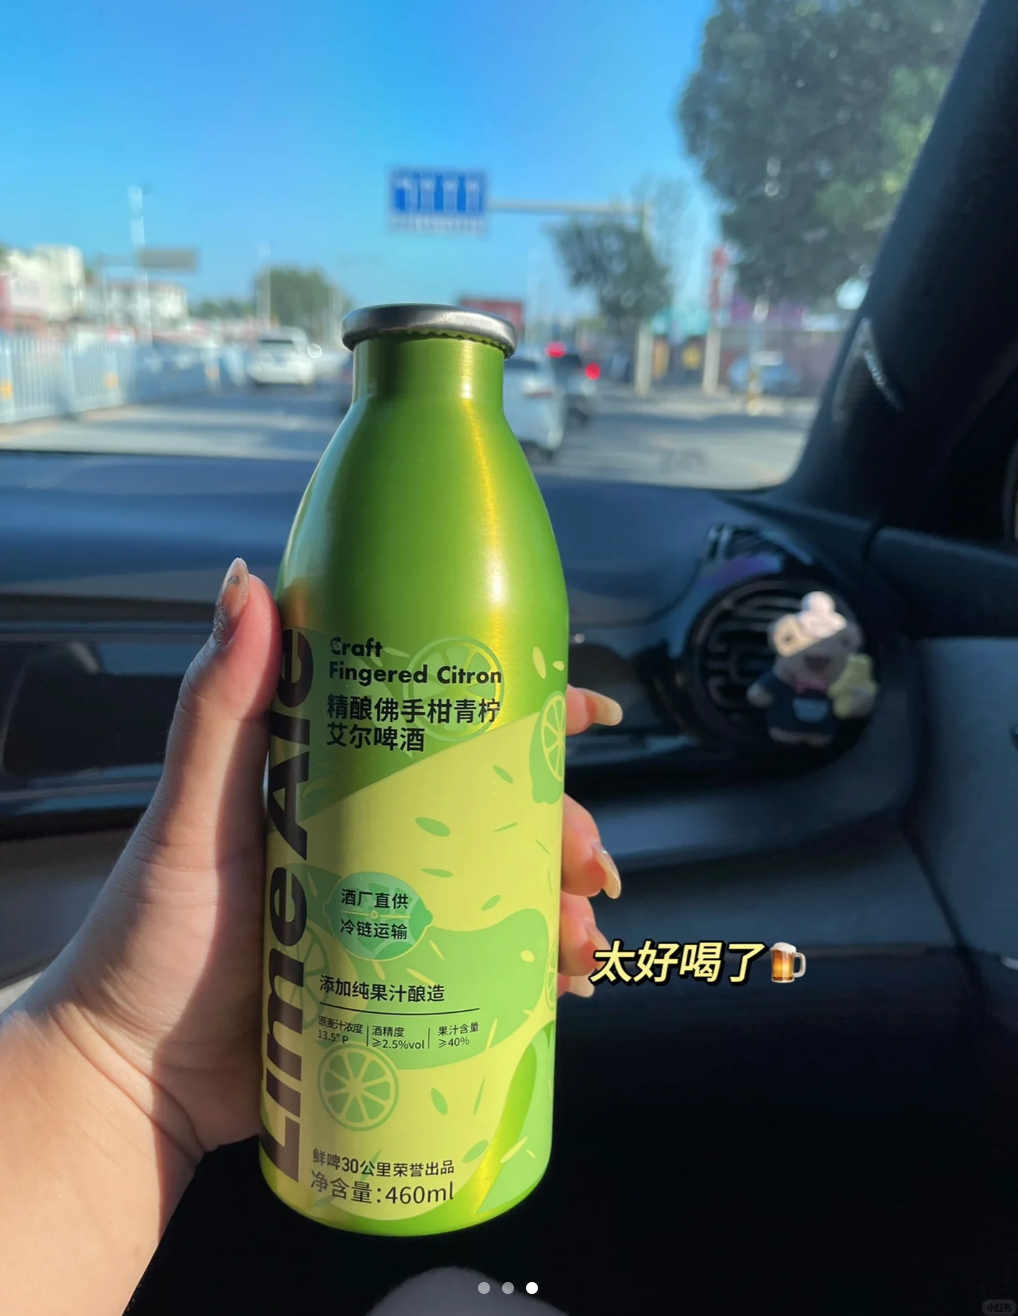 Craft
Fingered Citron
精酿佛手柑青柠
艾尔啤酒
Lime Ale
酒厂直供
冷链运输
添加纯果汁酿造
原麦汁浓度 酒精度 果汁含量
13.5°P ≥2.5%vol ≥40%
鲜啤30公里荣誉出品
净含量:460ml
太好喝了🍺
小红书